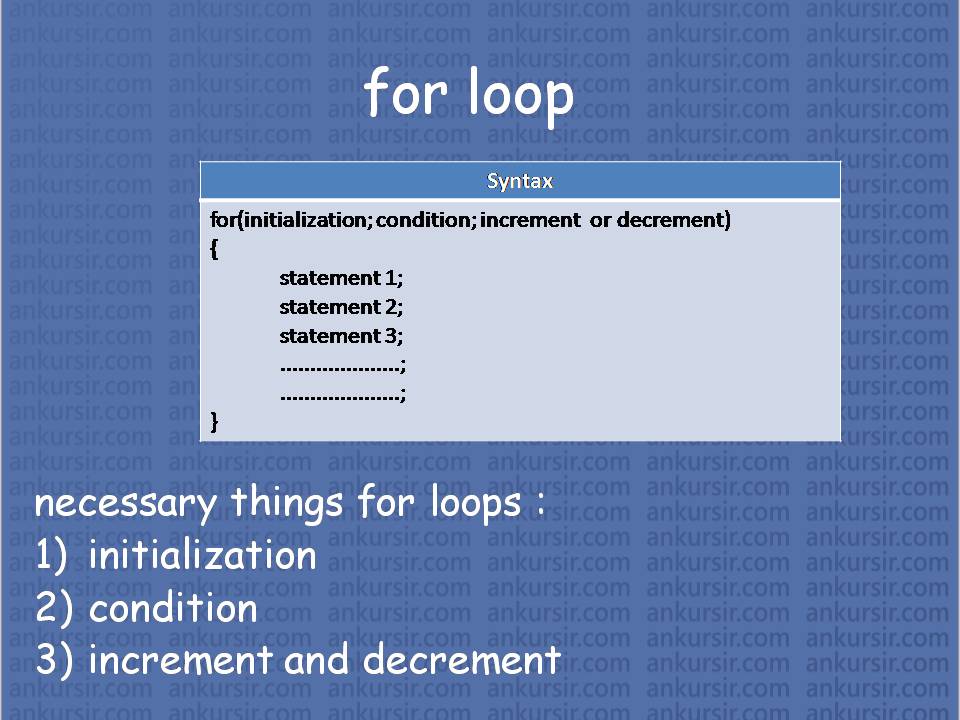 for loop
Syntax
for(initialization; condition; increment or decrement)
{
statement 1;
statement 2;
statement 3;
....................;
....................;
}
necessary things for loops :
1) initialization
2) condition
3) increment and decrement
ankursir.com